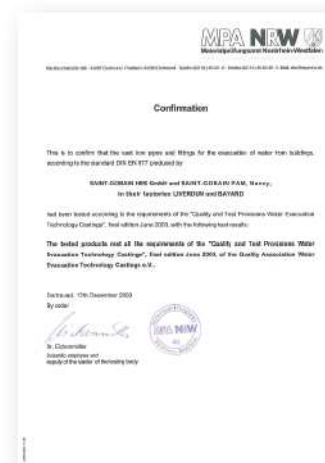 MPA NRW
Materialprüfungsamt Nordrhein-Westfalen
Confirmation
This is to confirm that the cast iron pipes and fittings for the evacuation of water from buildings,
according to the standard DIN EN 877 produced by
SAINT-GOBAIN HES GmbH and SAINT-GOBAIN PAM, Nancy,
in their factories LIVERDUN and BAYARD
had been tested according to the requirements of the "Quality and Test Provisions Water Evacuation
Technology Castings", final edition June 2003, with the following test results:
The tested products met all the requirements of the "Quality and Test Provisions Water
Evacuation Technology Castings", final edition June 2003, of the Quality Association Water
Evacuation Technology Castings e.V..
Dortmund, 17th December 2003
By order
MPA NRW
Scientific employee and
deputy of the leader of the testing body